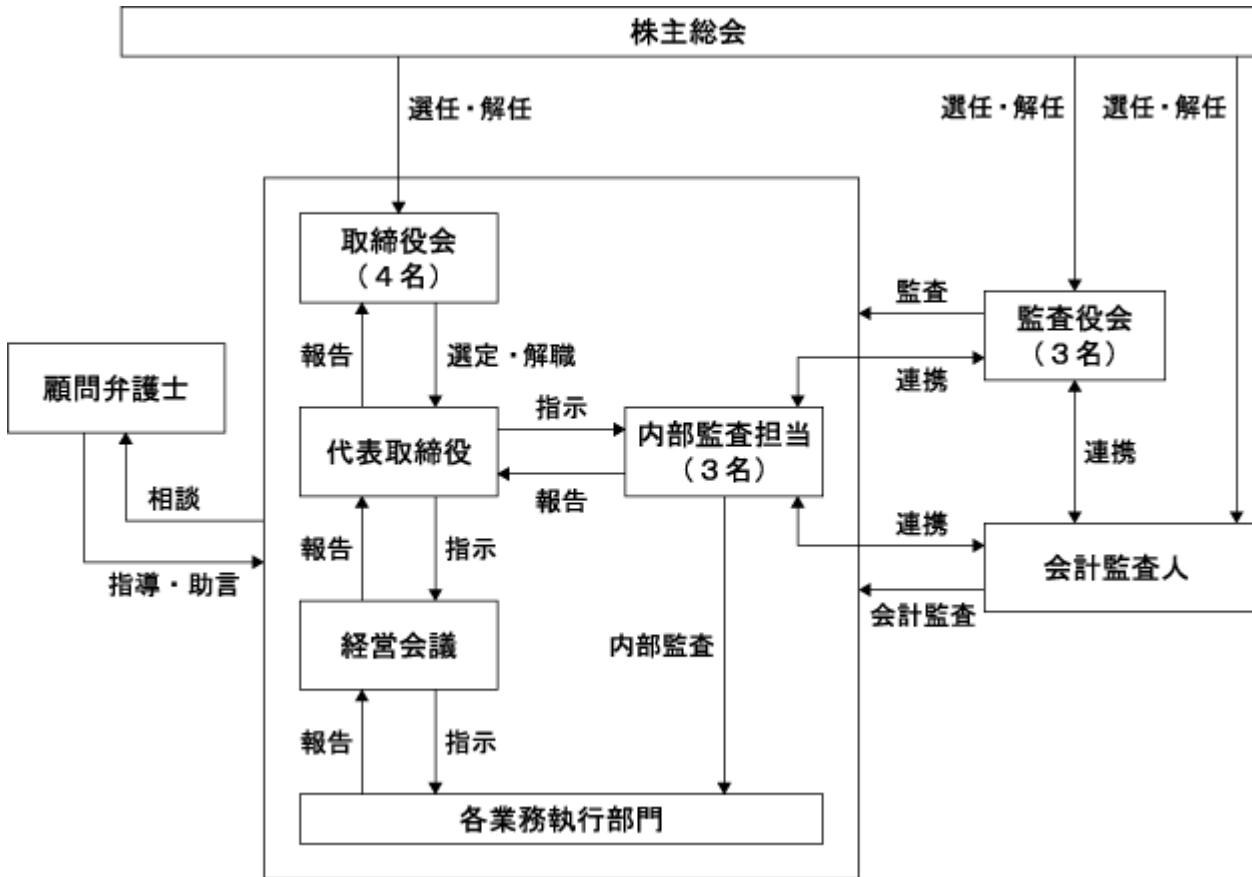 株主総会
選任・解任
選任・解任
選任・解任
取締役会
（４名）
監査
監査役会
（３名）
報告
選定・解職
連携
顧問弁護士
指示
代表取締役
内部監査担当
（３名）
連携
報告
相談
報告
指示
連携
会計監査人
指導・助言
会計監査
経営会議
内部監査
報告
指示
各業務執行部門